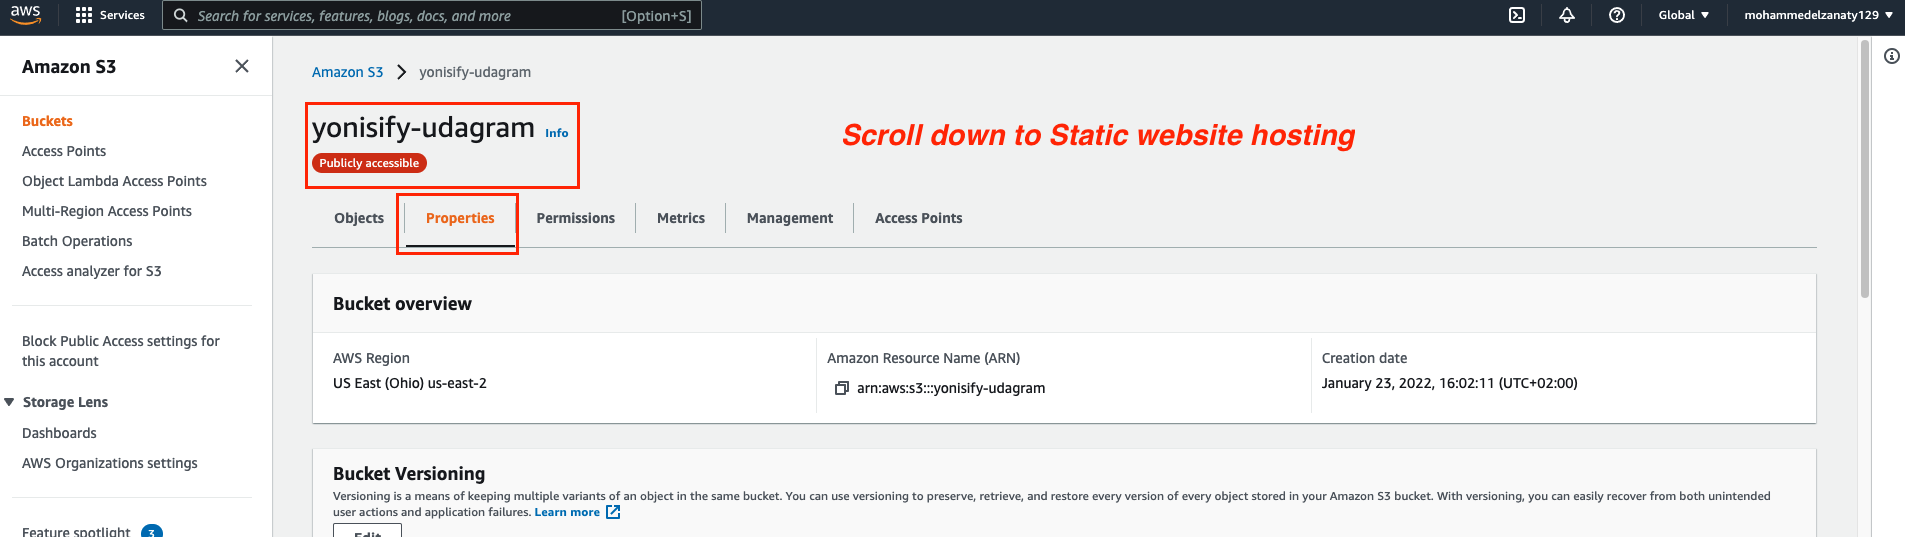 aws
Services
Search for services, features, blogs, docs, and more
[Option+S]
Global
mohammedelzanaty129
Amazon S3
Buckets
Access Points
Object Lambda Access Points
Multi-Region Access Points
Batch Operations
Access analyzer for S3
Block Public Access settings for
this account
Storage Lens
Dashboards
AWS Organizations settings
Feature spotlight 3
Amazon S3 > yonisify-udagram
yonisify-udagram Info
Publicly accessible
Scroll down to Static website hosting
Objects
Properties
Permissions
Metrics
Management
Access Points
Bucket overview
AWS Region
US East (Ohio) us-east-2
Amazon Resource Name (ARN)
arn:aws:s3:::yonisify-udagram
Creation date
January 23, 2022, 16:02:11 (UTC+02:00)
Bucket Versioning
Versioning is a means of keeping multiple variants of an object in the same bucket. You can use versioning to preserve, retrieve, and restore every version of every object stored in your Amazon S3 bucket. With versioning, you can easily recover from both unintended
user actions and application failures. Learn more
Edit